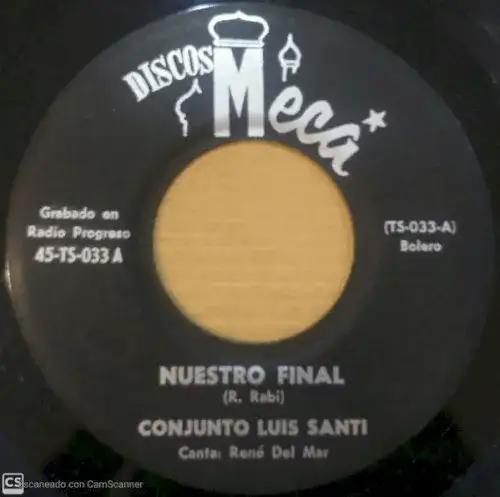 DISCOS Meca
Grabado en
Radio Progreso
45-TS-033 A
(TS-033-A)
Bolero
NUESTRO FINAL
(R. Rabi)
CONJUNTO LUIS SANTI
Canta: René Del Mar
CS Escaneado con CamScanner